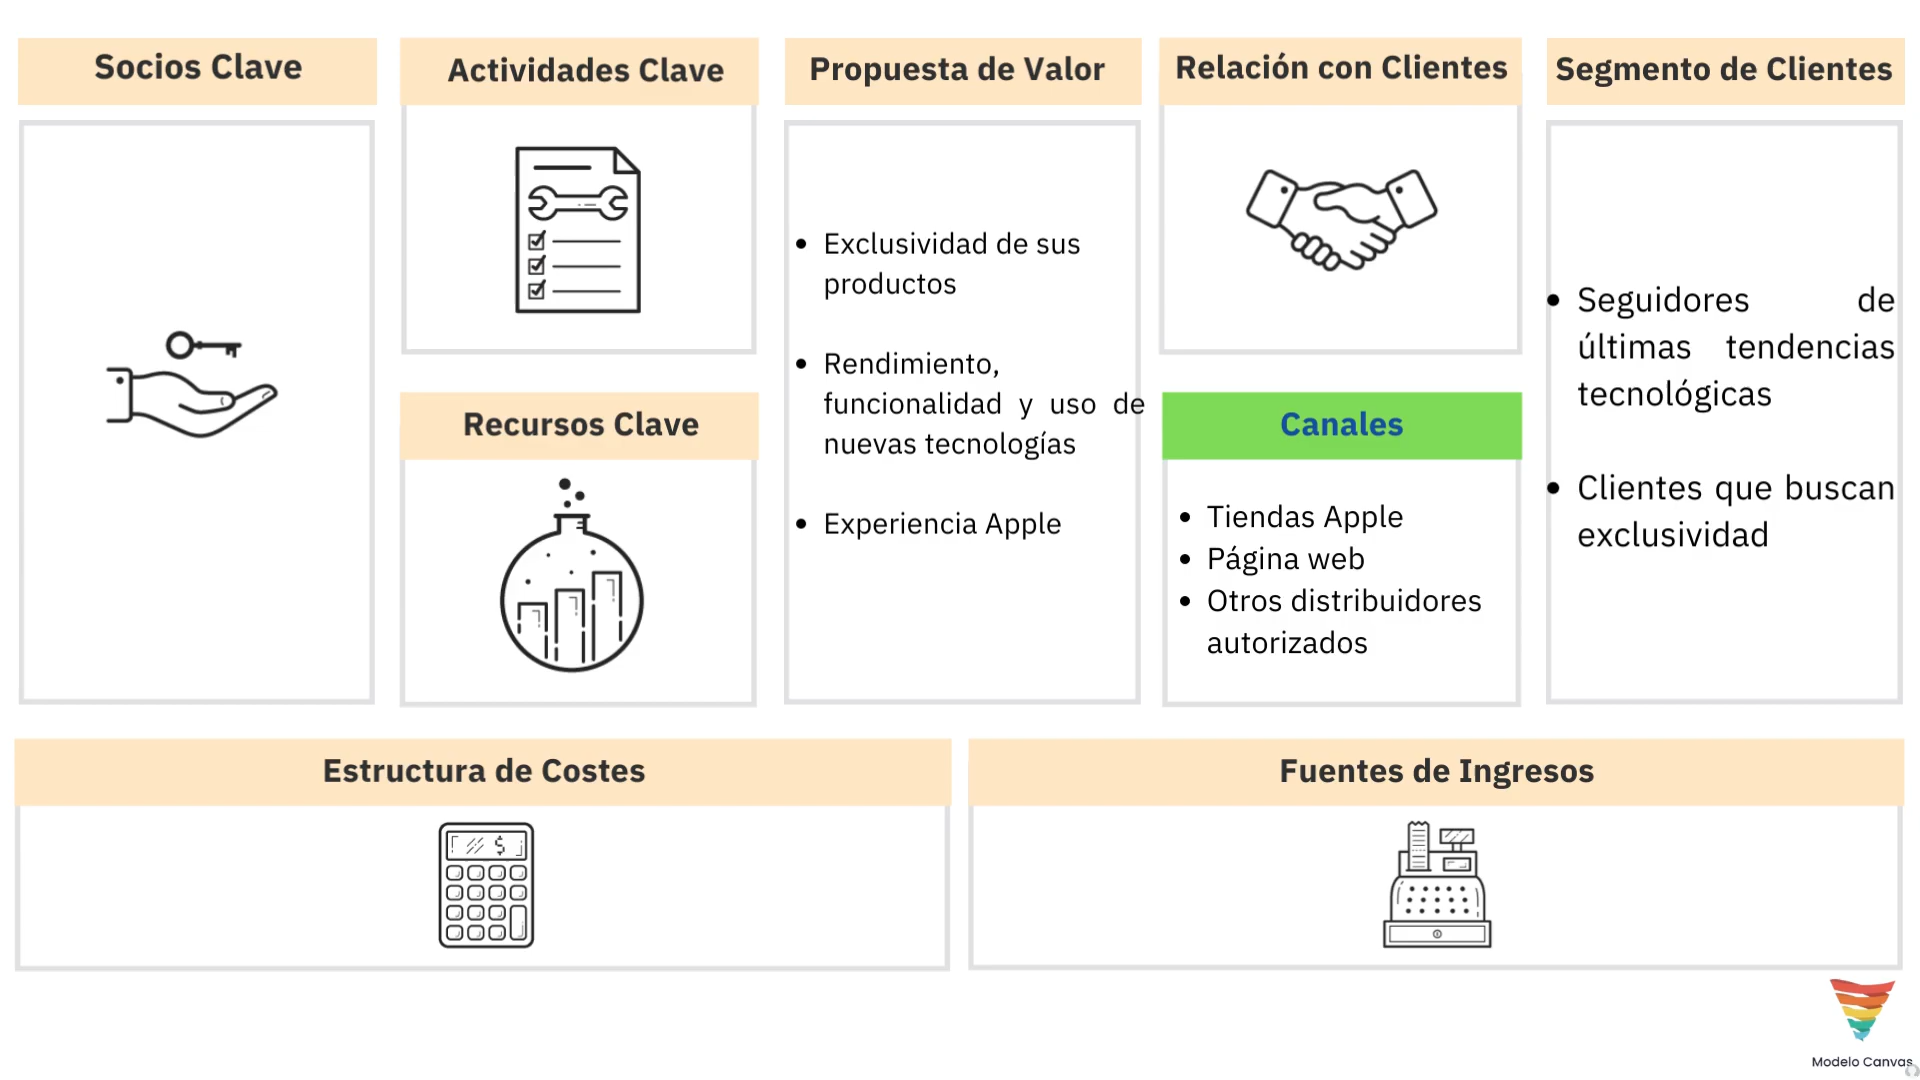 Socios Clave
Actividades Clave
Recursos Clave
Propuesta de Valor
Exclusividad de sus
productos
Rendimiento,
funcionalidad y uso de
nuevas tecnologías
Experiencia Apple
Relación con Clientes
Canales
Tiendas Apple
Página web
Otros distribuidores
autorizados
Segmento de Clientes
Seguidores de
últimas tendencias
tecnológicas
Clientes que buscan
exclusividad
Estructura de Costes
$
Fuentes de Ingresos
Modelo Canvas